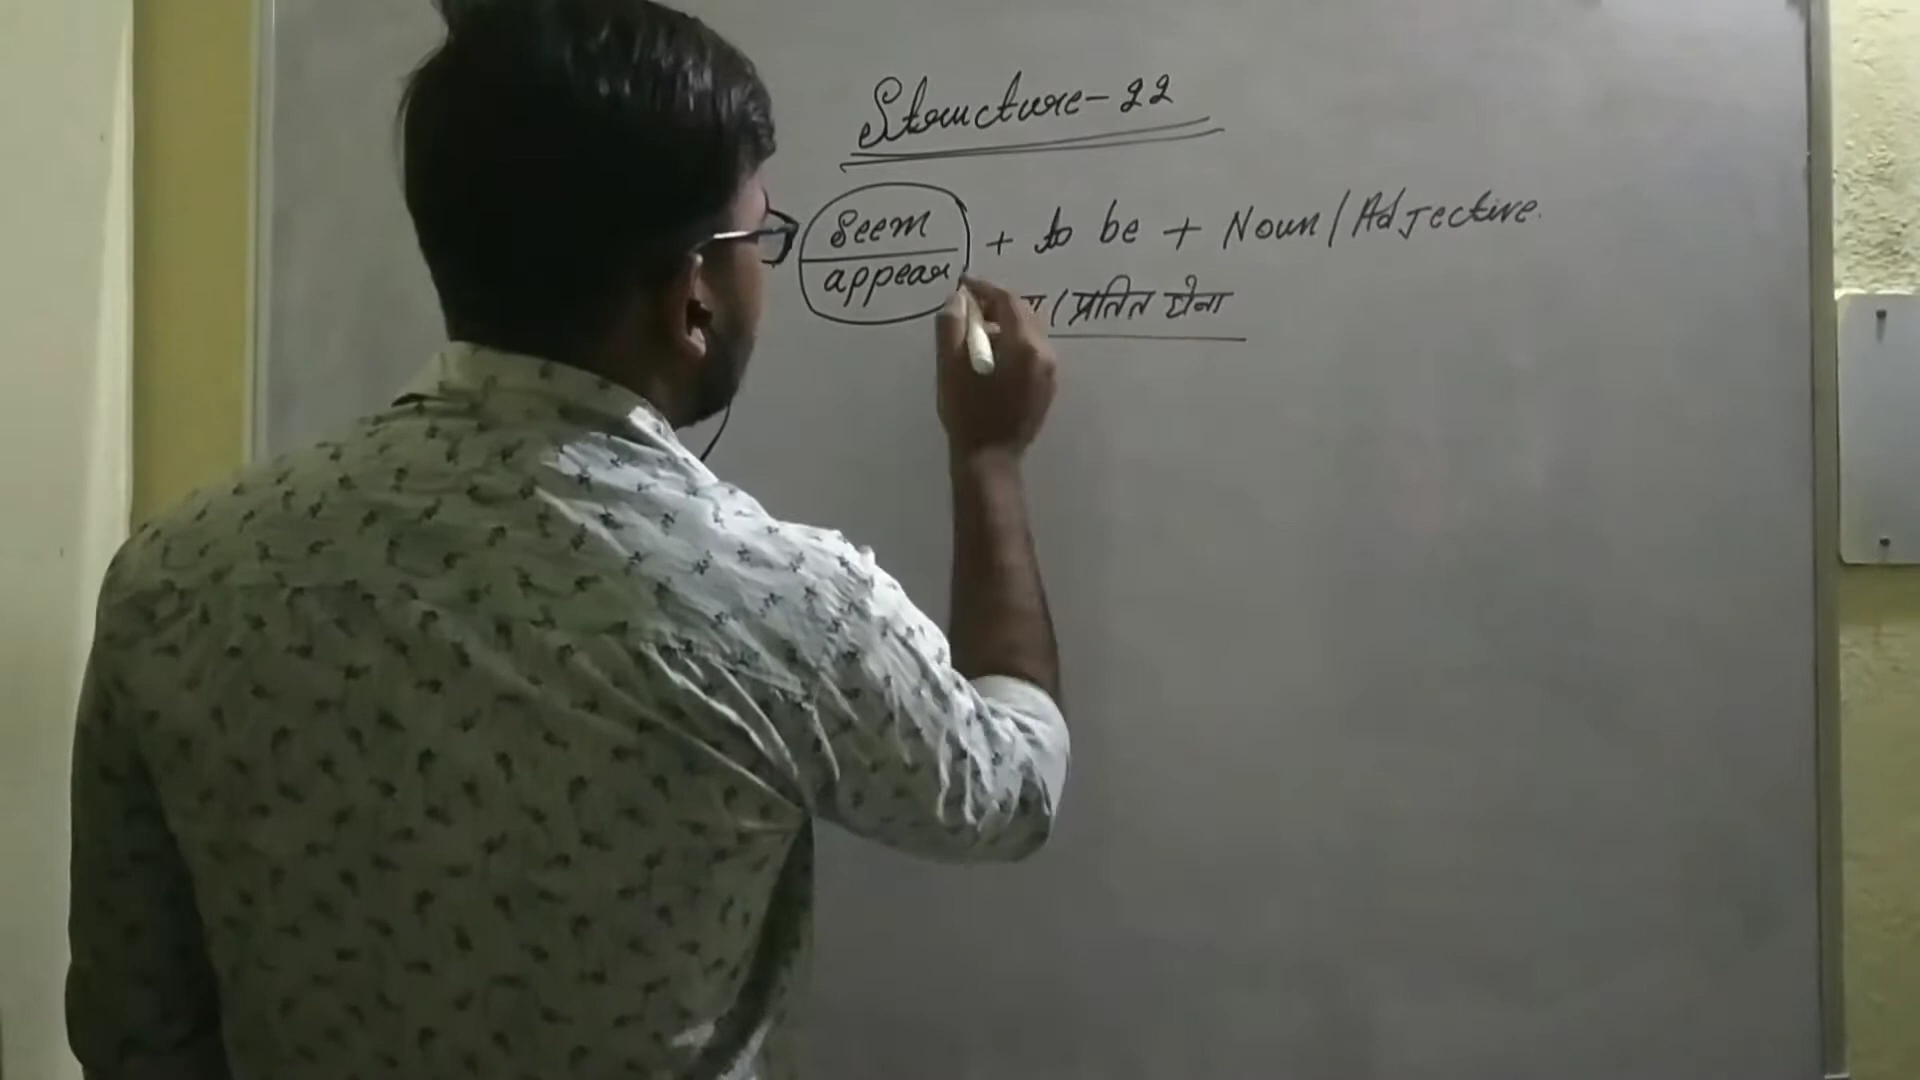 Structure-22
Seem
appear + to be + Noun/Adjective.
/प्रतित होना